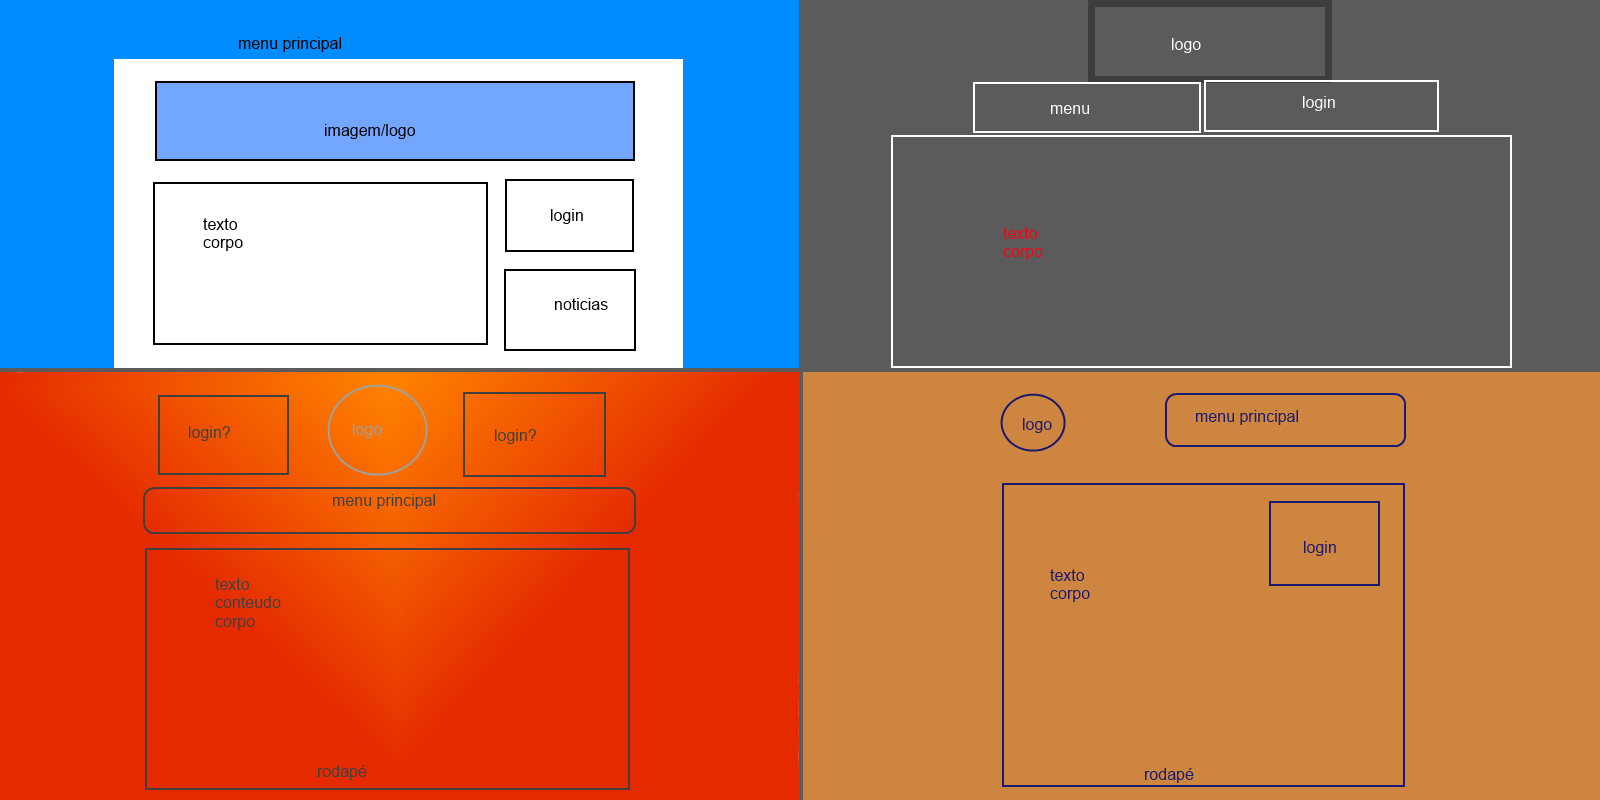 menu principal
imagem/logo
texto
corpo
login
noticias
logo
menu
login
texto
corpo
login?
logo
login?
menu principal
texto
conteudo
corpo
rodapé
logo
menu principal
login
texto
corpo
rodapé